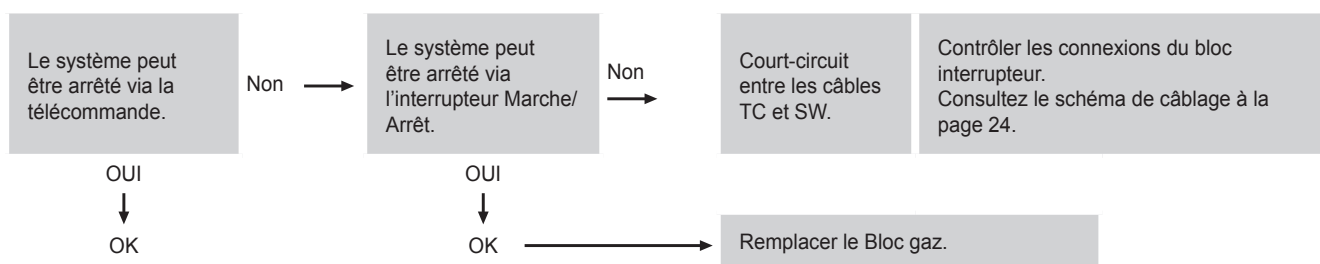 Le système peut
être arrêté via la
télécommande.
Non
Le système peut
être arrêté via
l'interrupteur Marche/
Arrêt.
Non
Court-circuit
entre les câbles
TC et SW.
Contrôler les connexions du bloc
interrupteur.
Consultez le schéma de câblage à la
page 24.
OUI
OUI
OK
OK
Remplacer le Bloc gaz.